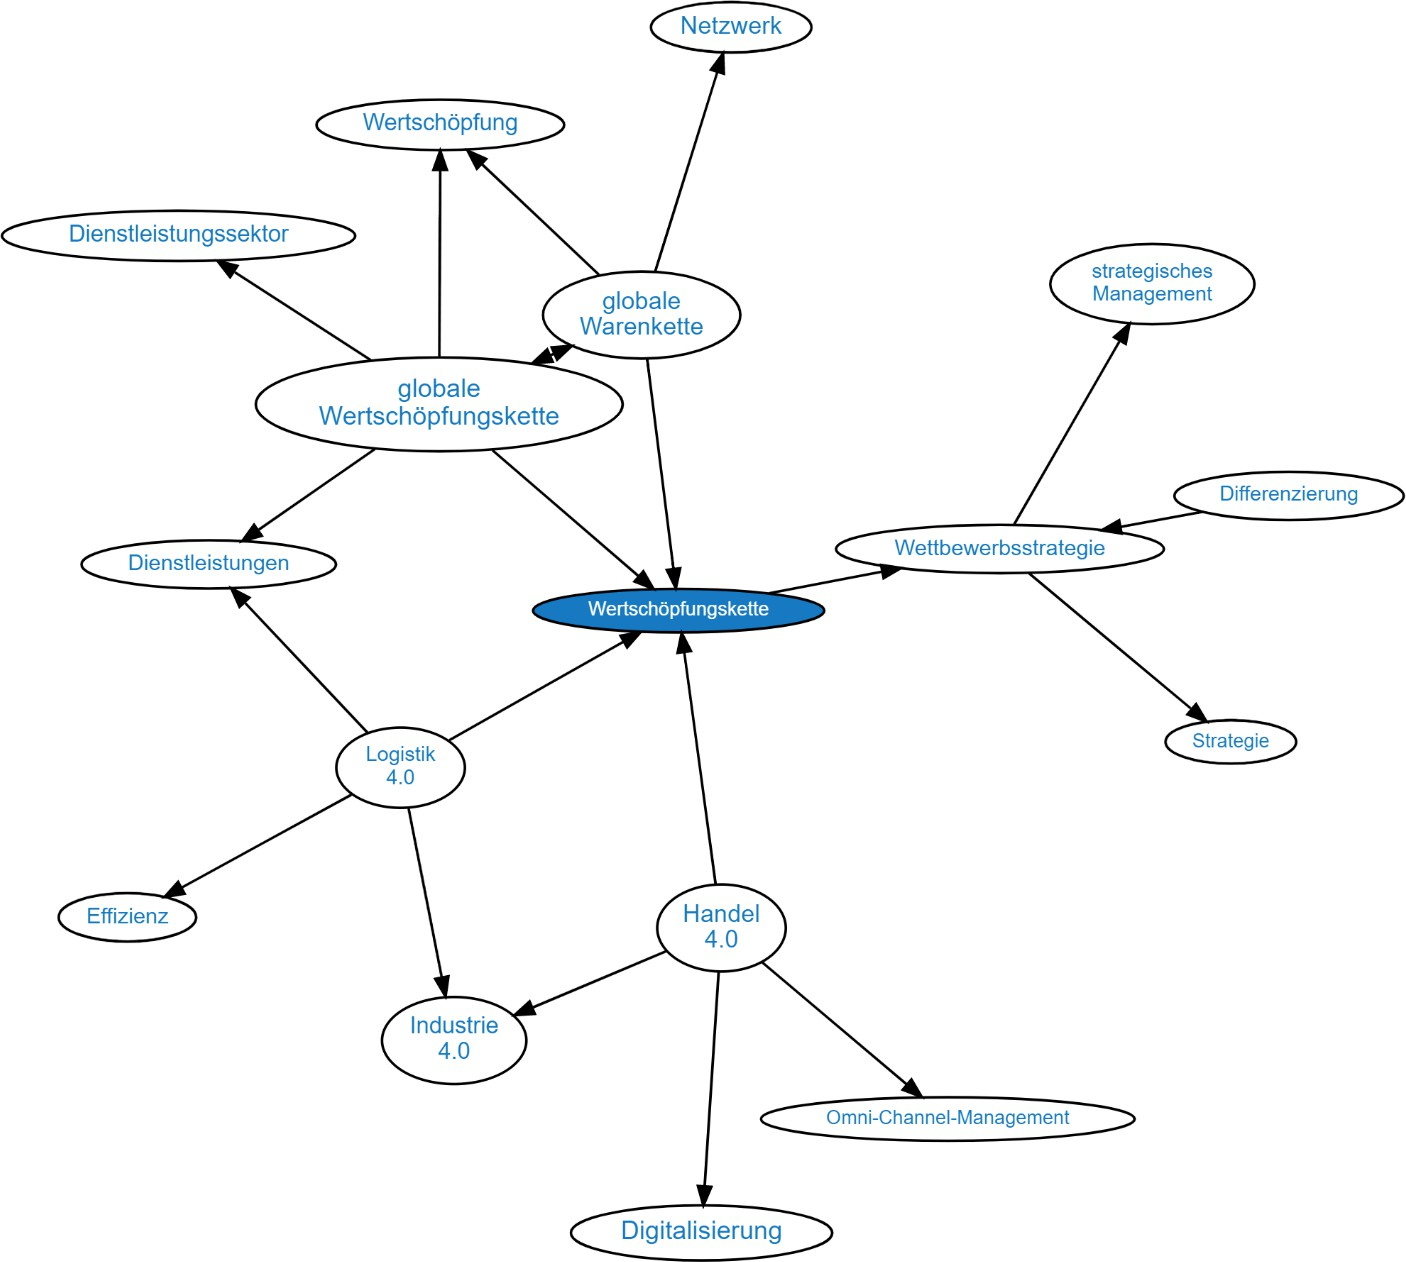 Netzwerk
Wertschöpfung
Dienstleistungssektor
globale
Warenkette
strategisches
Management
globale
Wertschöpfungskette
Differenzierung
Wettbewerbsstrategie
Dienstleistungen
Wertschöpfungskette
Strategie
Logistik
4.0
Effizienz
Handel
4.0
Industrie
4.0
Omni-Channel-Management
Digitalisierung